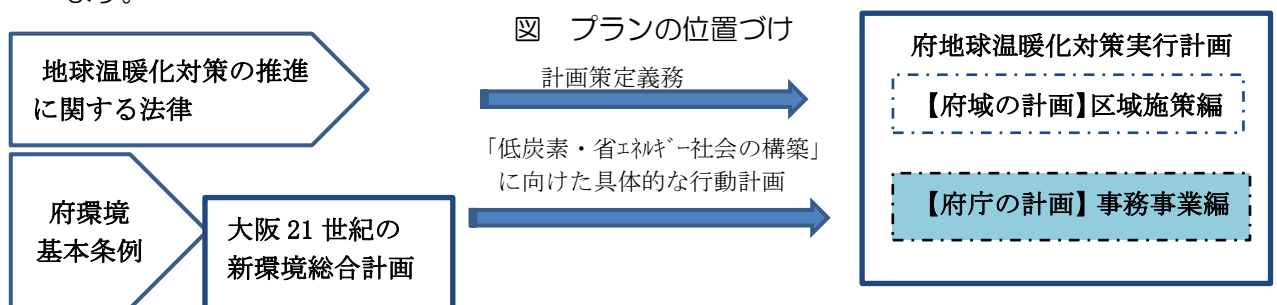 ます。
図　プランの位置づけ
地球温暖化対策の推進
に関する法律
計画策定義務
府地球温暖化対策実行計画
【府域の計画】区域施策編
「低炭素・省ｴﾈﾙｷﾞｰ社会の構築」
に向けた具体的な行動計画
府環境
基本条例
大阪 21 世紀の
新環境総合計画
【府庁の計画】事務事業編